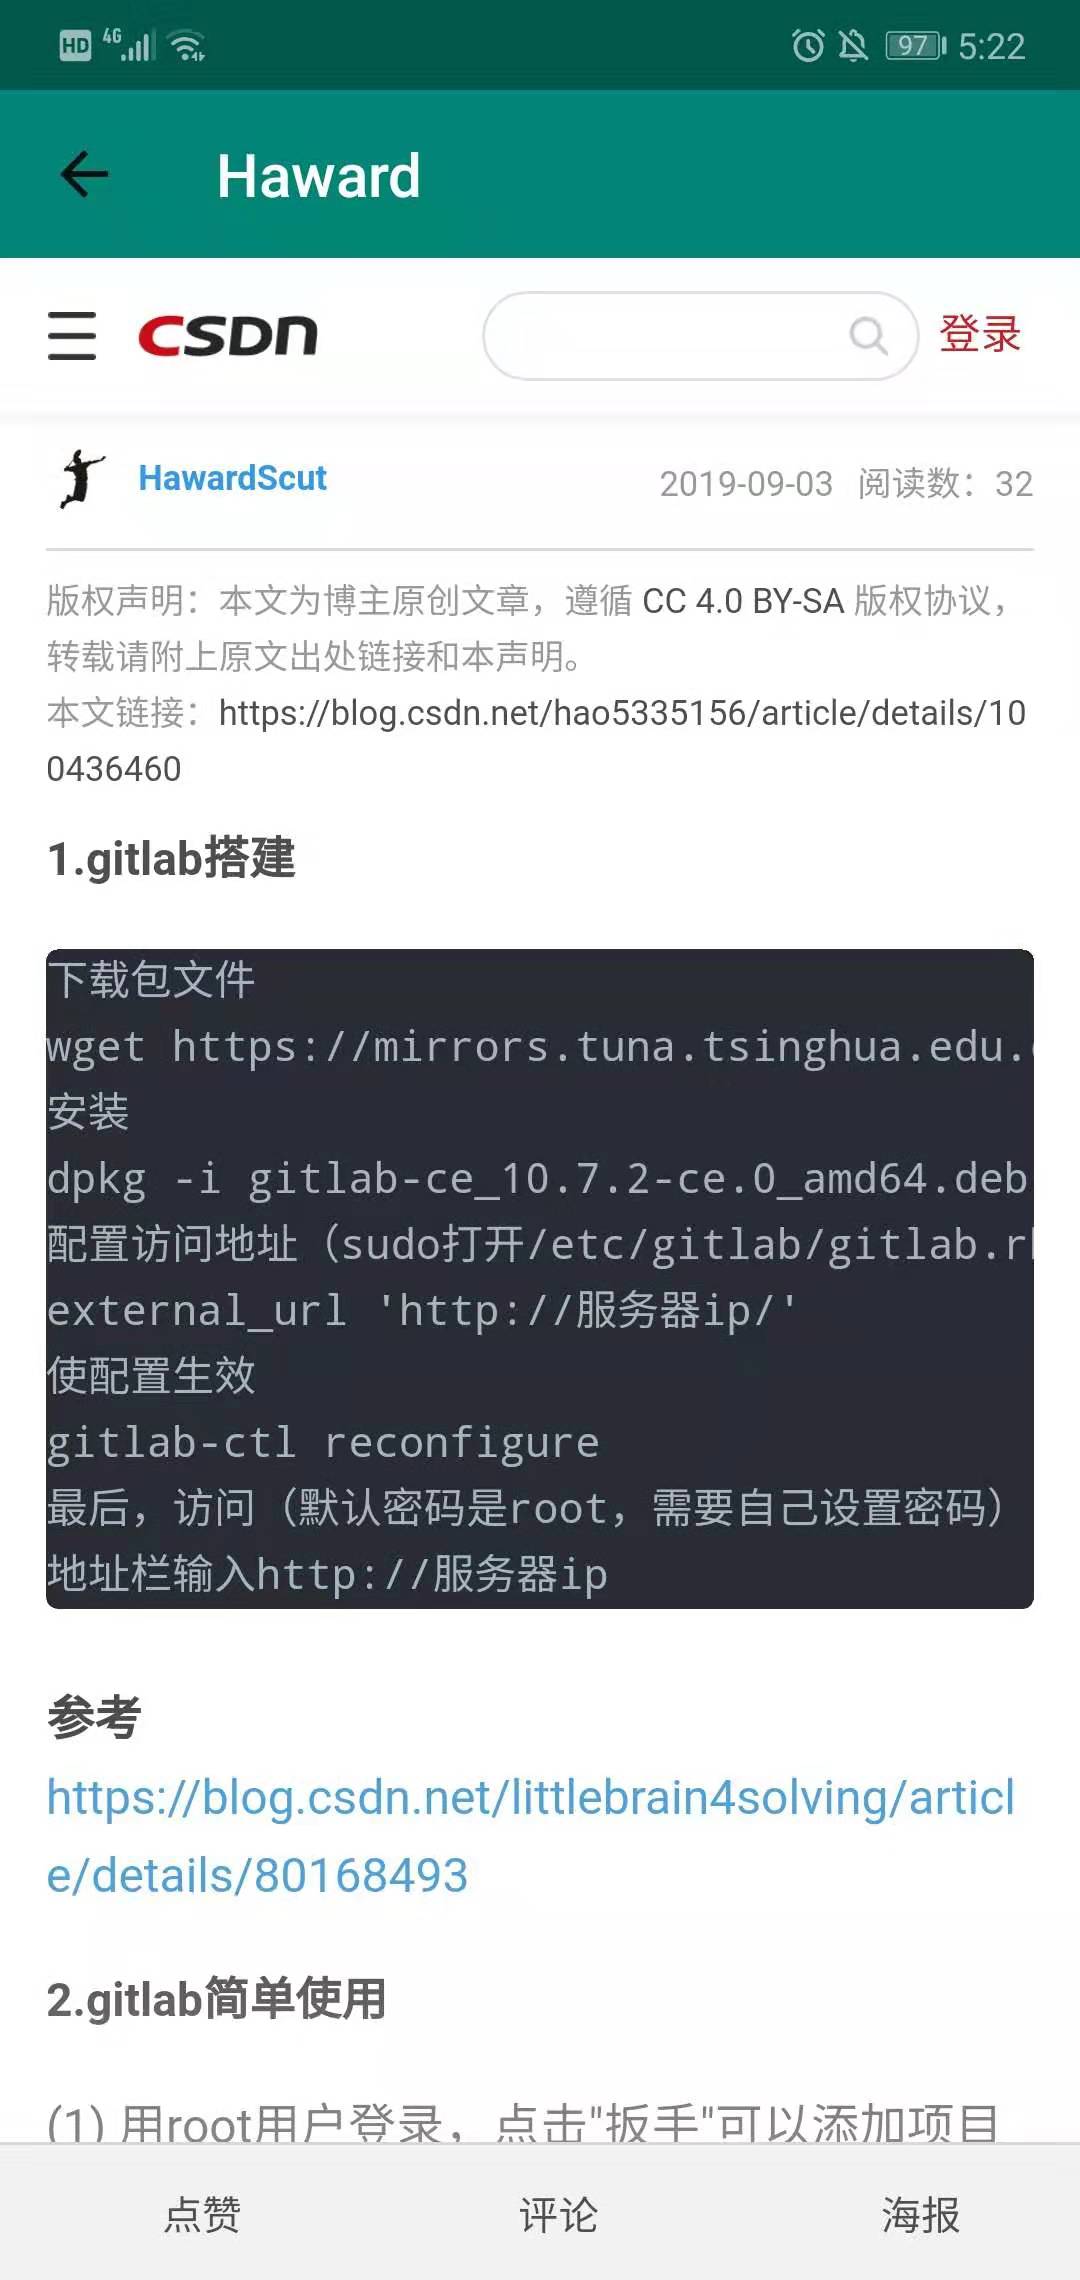 HD 4G 97 5:22
Haward
CSDN 登录
HawardScut 2019-09-03 阅读数：32
版权声明：本文为博主原创文章，遵循 CC 4.0 BY-SA 版权协议，
转载请附上原文出处链接和本声明。
本文链接：https://blog.csdn.net/hao5335156/article/details/10
0436460
1.gitlab搭建
下载包文件
wget https://mirrors.tuna.tsinghua.edu.
安装
dpkg -i gitlab-ce_10.7.2-ce.0_amd64.deb
配置访问地址（sudo打开/etc/gitlab/gitlab.r
external_url 'http://服务器ip/'
使配置生效
gitlab-ctl reconfigure
最后，访问（默认密码是root，需要自己设置密码）
地址栏输入http://服务器ip
参考
https://blog.csdn.net/littlebrain4solving/articl
e/details/80168493
2.gitlab简单使用
(1) 用root用户登录，点击"扳手"可以添加项目
点赞 评论 海报